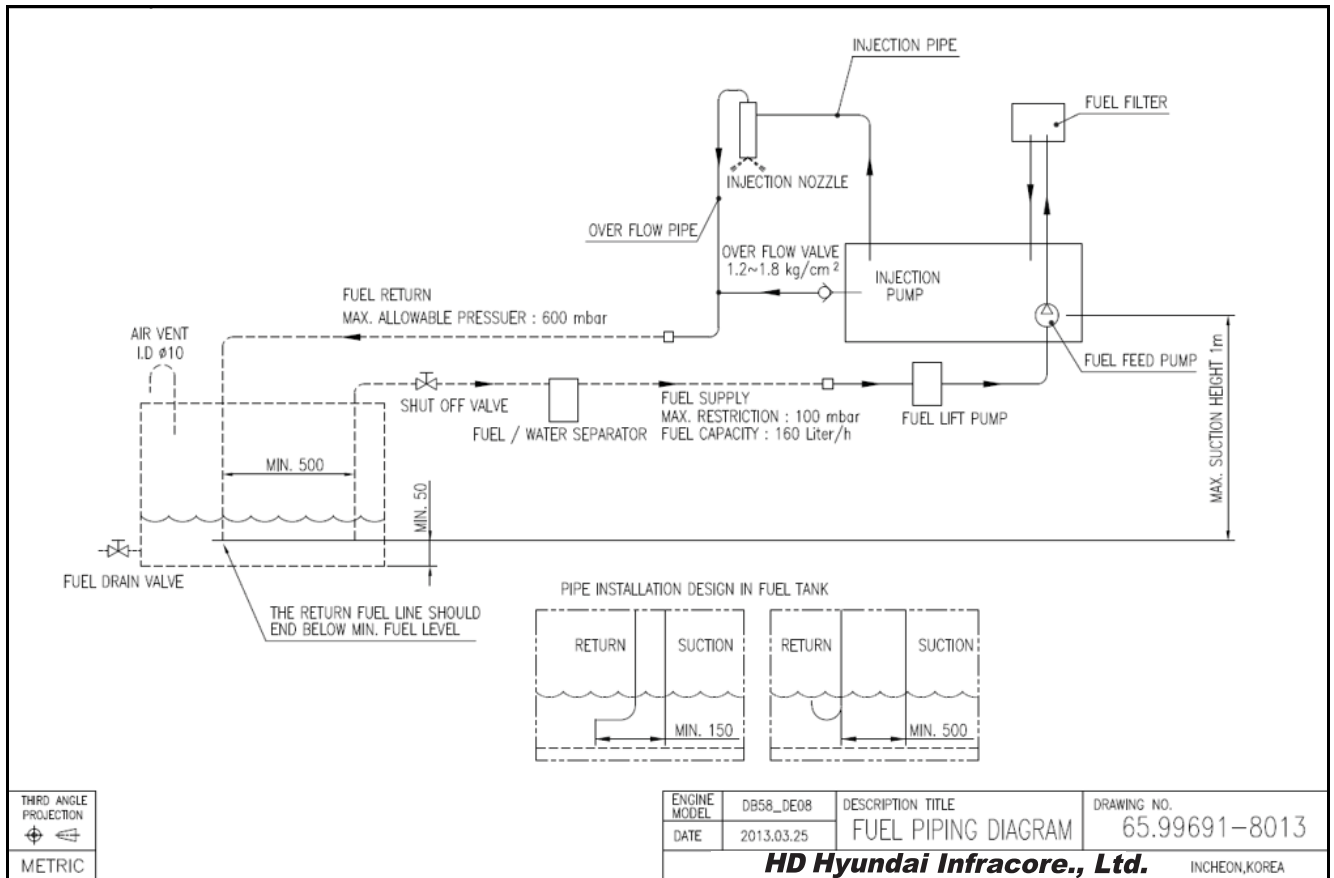 INJECTION PIPE
FUEL FILTER
INJECTION NOZZLE
OVER FLOW PIPE
OVER FLOW VALVE
1.2~1.8 kg/cm²
INJECTION
PUMP
FUEL RETURN
MAX. ALLOWABLE PRESSUER : 600 mbar
AIR VENT
I.D ø10
FUEL FEED PUMP
SHUT OFF VALVE
FUEL / WATER SEPARATOR
FUEL SUPPLY
MAX. RESTRICTION : 100 mbar
FUEL CAPACITY : 160 Liter/h
FUEL LIFT PUMP
MAX. SUCTION HEIGHT 1m
MIN. 500
MIN. 50
FUEL DRAIN VALVE
THE RETURN FUEL LINE SHOULD
END BELOW MIN. FUEL LEVEL
PIPE INSTALLATION DESIGN IN FUEL TANK
RETURN SUCTION
MIN. 150
RETURN SUCTION
MIN. 500
THIRD ANGLE
PROJECTION
METRIC
ENGINE
MODEL
DB58_DE08
DATE
2013.03.25
DESCRIPTION TITLE
FUEL PIPING DIAGRAM
DRAWING NO.
65.99691-8013
HD Hyundai Infracore., Ltd.
INCHEON,KOREA